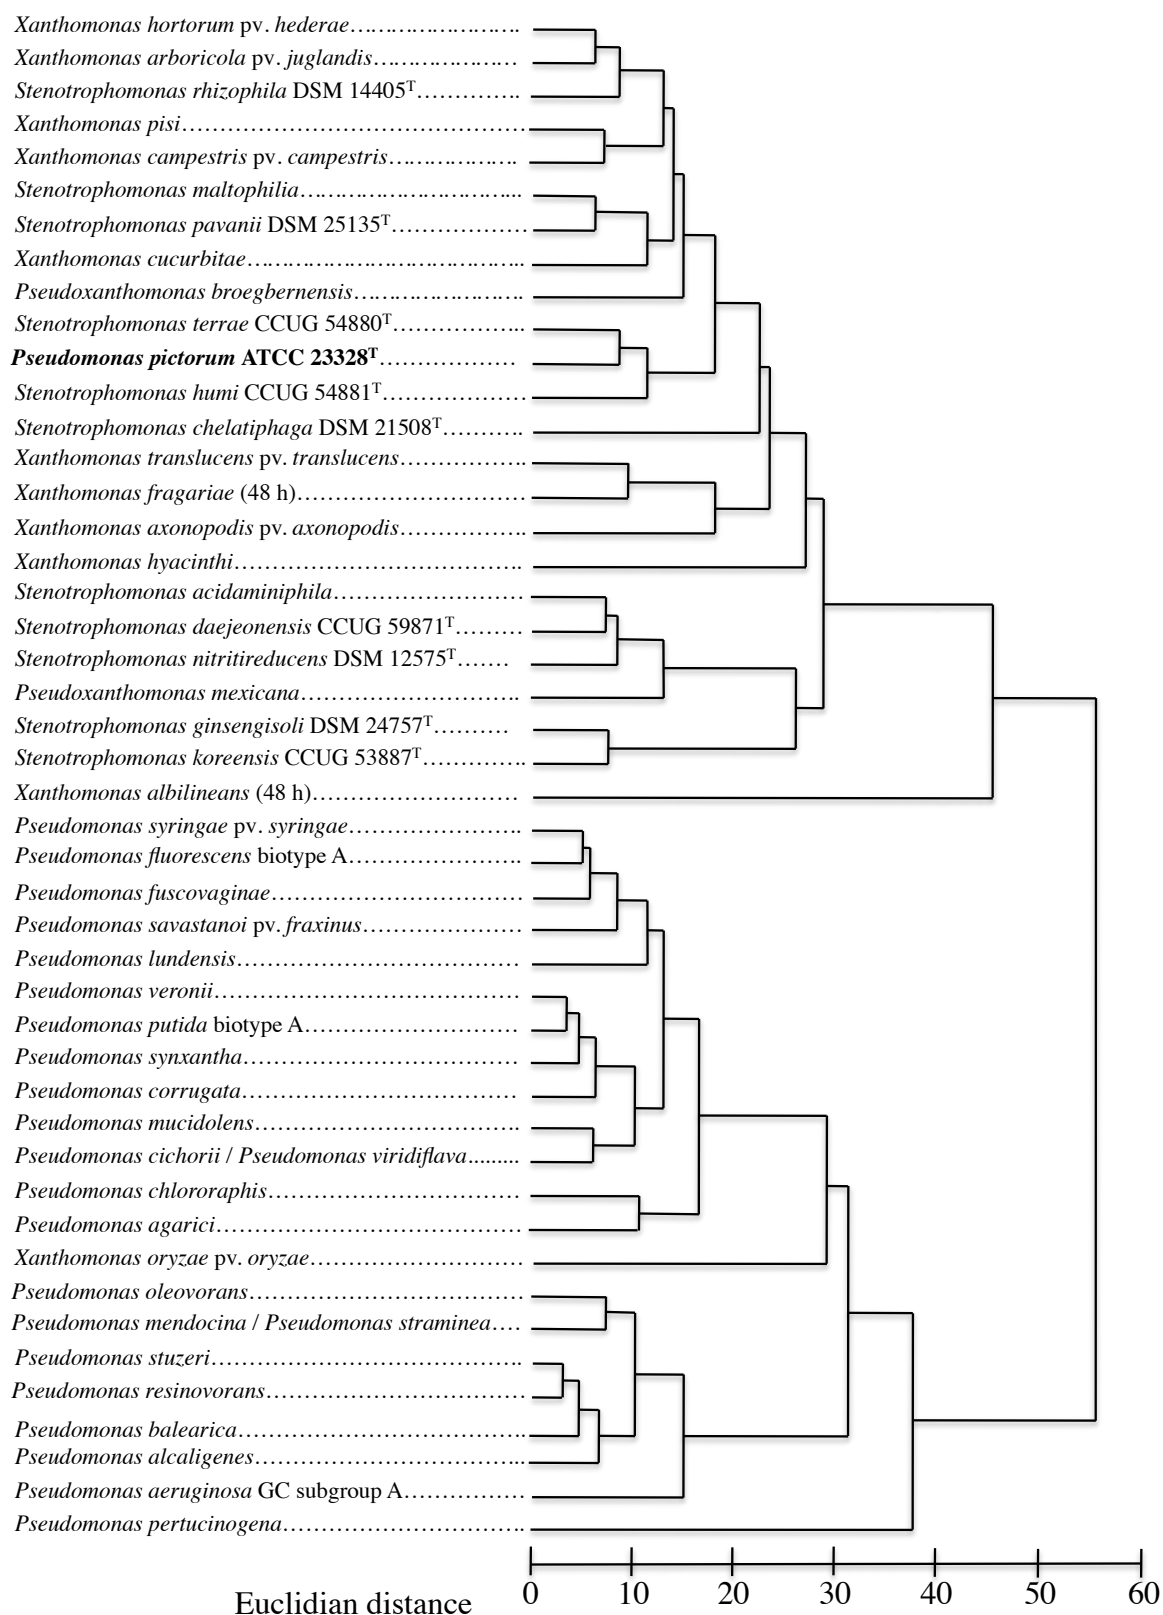 Xanthomonas hortorum pv. hederae......................
Xanthomonas arboricola pv. juglandis..................
Stenotrophomonas rhizophila DSM 14405ᵀ..............
Xanthomonas pisi.............................................
Xanthomonas campestris pv. campestris..................
Stenotrophomonas maltophilia............................
Stenotrophomonas pavanii DSM 25135ᵀ..................
Xanthomonas cucurbitae...................................
Pseudoxanthomonas broegbernensis......................
Stenotrophomonas terrae CCUG 54880ᵀ.................
Pseudomonas pictorum ATCC 23328ᵀ..................
Stenotrophomonas humi CCUG 54881ᵀ...................
Stenotrophomonas chelatiphaga DSM 21508ᵀ...........
Xanthomonas translucens pv. translucens.................
Xanthomonas fragariae (48 h).............................
Xanthomonas axonopodis pv. axonopodis.................
Xanthomonas hyacinthi.....................................
Stenotrophomonas acidaminiphila.........................
Stenotrophomonas daejeonensis CCUG 59871ᵀ.........
Stenotrophomonas nitritireducens DSM 12575ᵀ.......
Pseudoxanthomonas mexicana.............................
Stenotrophomonas ginsengisoli DSM 24757ᵀ..........
Stenotrophomonas koreensis CCUG 53887ᵀ..............
Xanthomonas albilineans (48 h)...........................
Pseudomonas syringae pv. syringae.......................
Pseudomonas fluorescens biotype A.......................
Pseudomonas fuscovaginae.................................
Pseudomonas savastanoi pv. fraxinus.....................
Pseudomonas lundensis.....................................
Pseudomonas veronii........................................
Pseudomonas putida biotype A............................
Pseudomonas synxantha....................................
Pseudomonas corrugata....................................
Pseudomonas mucidolens...................................
Pseudomonas cichorii / Pseudomonas viridiflava.........
Pseudomonas chlororaphis.................................
Pseudomonas agarici........................................
Xanthomonas oryzae pv. oryzae............................
Pseudomonas oleovorans....................................
Pseudomonas mendocina / Pseudomonas straminea....
Pseudomonas stuzeri.........................................
Pseudomonas resinovorans..................................
Pseudomonas balearica......................................
Pseudomonas alcaligenes....................................
Pseudomonas aeruginosa GC subgroup A................
Pseudomonas pertucinogena................................
0 10 20 30 40 50 60
Euclidian distance